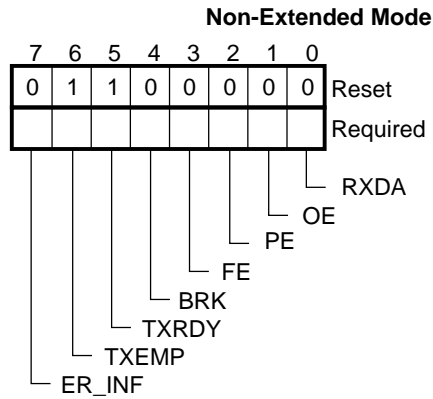 Non-Extended Mode
7 6 5 4 3 2 1 0
0 1 1 0 0 0 0 0 Reset
Required
RXDA
OE
PE
FE
BRK
TXRDY
TXEMP
ER_INF